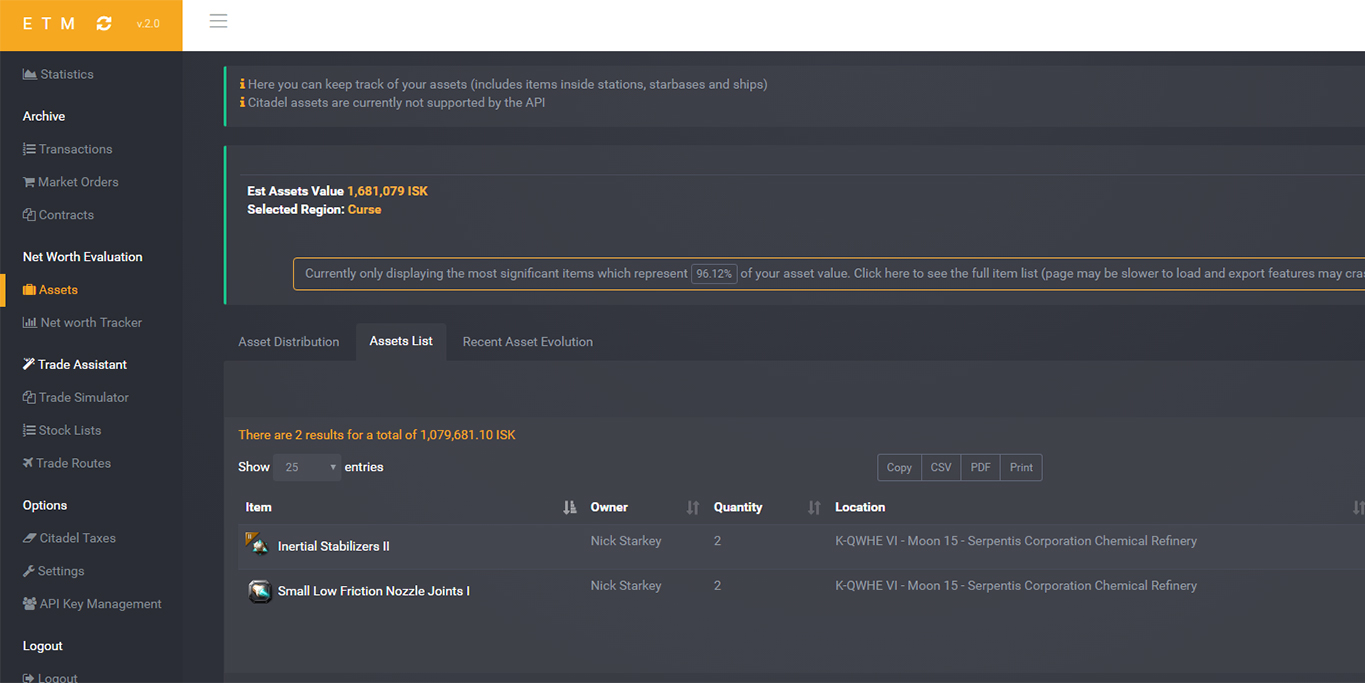 E T M v.2.0
Statistics
Archive
Transactions
Market Orders
Contracts
Net Worth Evaluation
Assets
Net worth Tracker
Trade Assistant
Trade Simulator
Stock Lists
Trade Routes
Options
Citadel Taxes
Settings
API Key Management
Logout
Logout
Here you can keep track of your assets (includes items inside stations, starbases and ships)
Citadel assets are currently not supported by the API
Est Assets Value 1,681,079 ISK
Selected Region: Curse
Currently only displaying the most significant items which represent 96.12% of your asset value. Click here to see the full item list (page may be slower to load and export features may cras
Asset Distribution Assets List Recent Asset Evolution
There are 2 results for a total of 1,079,681.10 ISK
Show 25 entries Copy CSV PDF Print
Item Owner Quantity Location
Inertial Stabilizers II Nick Starkey 2 K-QWHE VI - Moon 15 - Serpentis Corporation Chemical Refinery
Small Low Friction Nozzle Joints I Nick Starkey 2 K-QWHE VI - Moon 15 - Serpentis Corporation Chemical Refinery